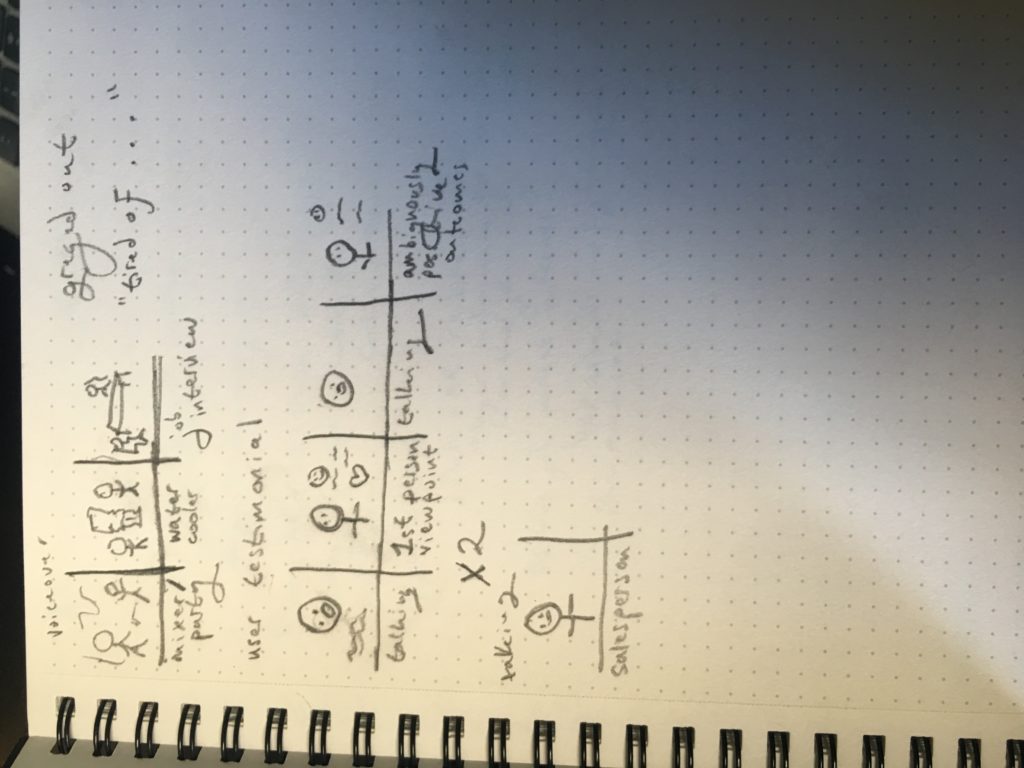 voiceover
greyed out
"tired of ... "
mixer/
party
water
cooler
job
interview
user testimonial
talking
1st person
viewpoint
talking
ambiguously
positive
outcomes
X2
talking
salesperson